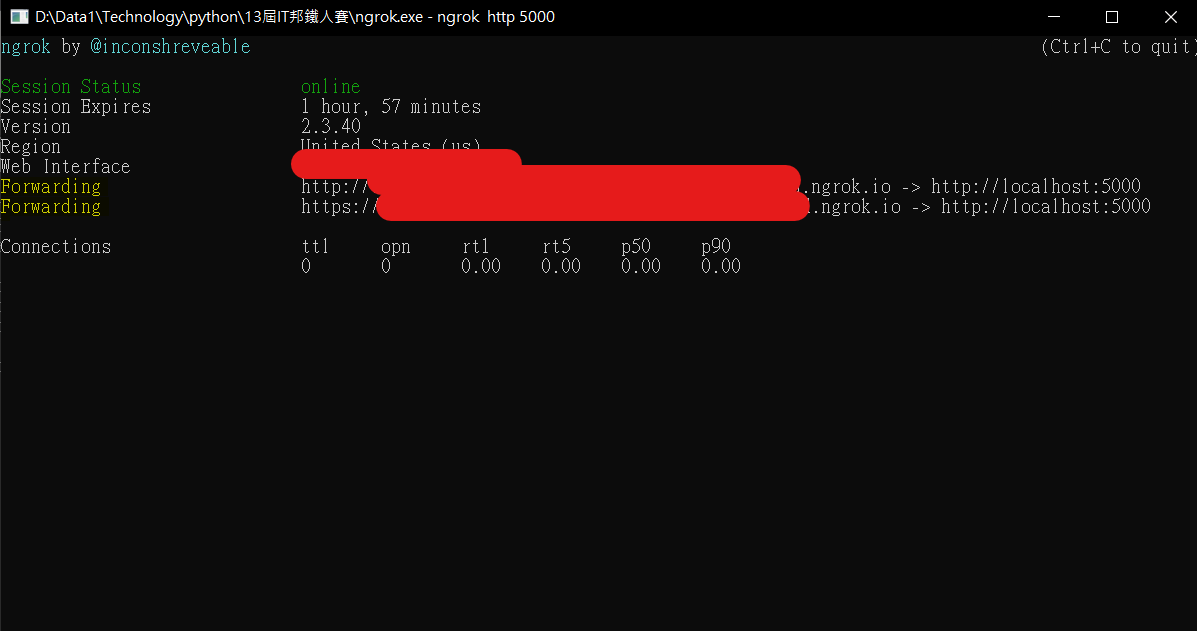 D:\Data1\Technology\python\13屆IT邦鐵人賽\ngrok.exe - ngrok  http 5000
ngrok by @inconshreveable (Ctrl+C to quit)
Session Status online
Session Expires 1 hour, 57 minutes
Version 2.3.40
Region United States (us)
Web Interface
Forwarding http:// .ngrok.io -> http://localhost:5000
Forwarding https:// .ngrok.io -> http://localhost:5000
Connections ttl opn rt1 rt5 p50 p90
0 0 0.00 0.00 0.00 0.00